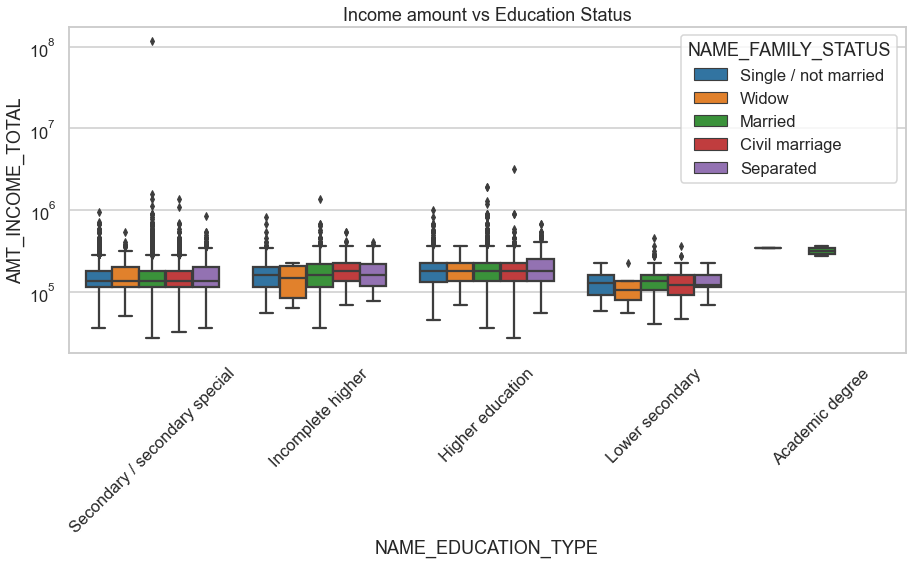 Income amount vs Education Status
AMT_INCOME_TOTAL
10^8
10^7
10^6
10^5
NAME_FAMILY_STATUS
Single / not married
Widow
Married
Civil marriage
Separated
Secondary / secondary special
Incomplete higher
Higher education
Lower secondary
Academic degree
NAME_EDUCATION_TYPE